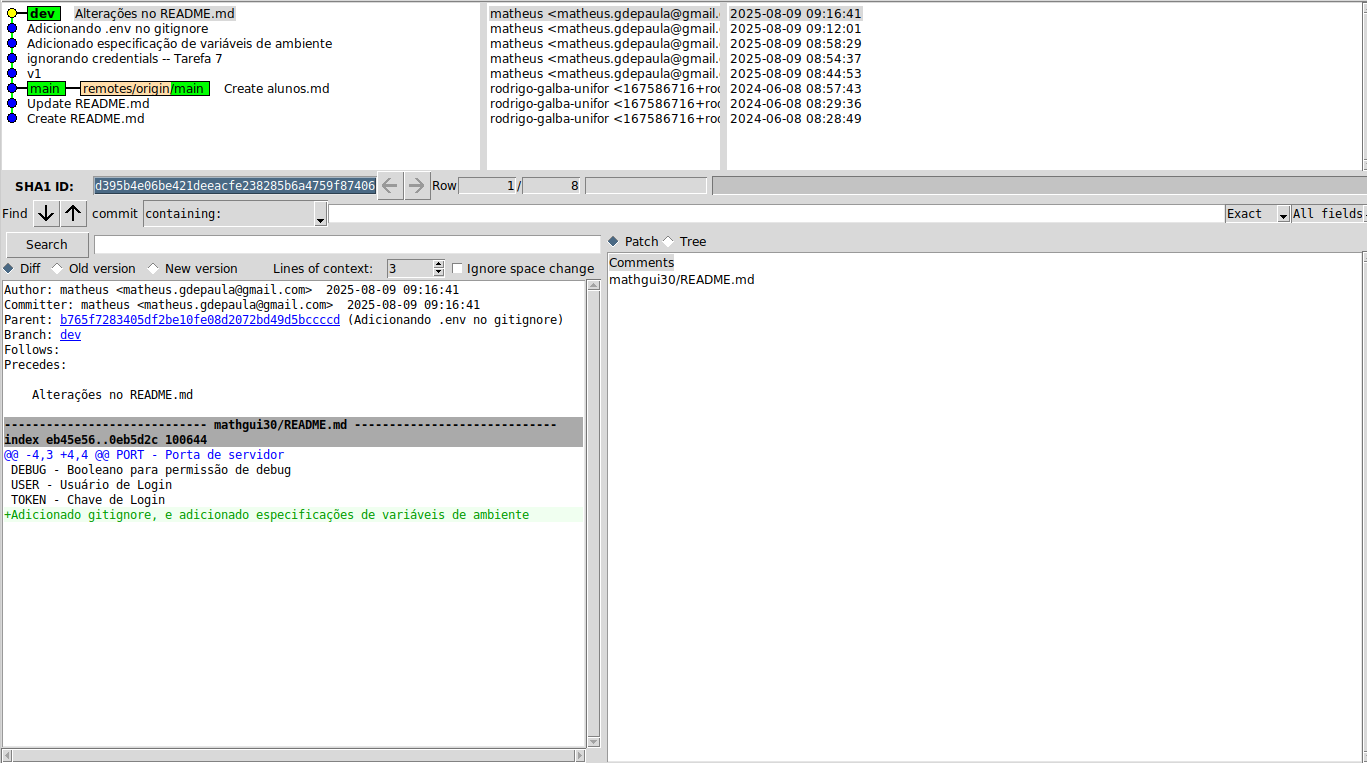 dev Alterações no README.md matheus <matheus.gdepaula@gmail. 2025-08-09 09:16:41
Adicionando .env no gitignore matheus <matheus.gdepaula@gmail. 2025-08-09 09:12:01
Adicionado especificação de variáveis de ambiente matheus <matheus.gdepaula@gmail. 2025-08-09 08:58:29
ignorando credentials -- Tarefa 7 matheus <matheus.gdepaula@gmail. 2025-08-09 08:54:37
v1 matheus <matheus.gdepaula@gmail. 2025-08-09 08:44:53
main remotes/origin/main Create alunos.md rodrigo-galba-unifor <167586716+rod 2024-06-08 08:57:43
Update README.md rodrigo-galba-unifor <167586716+rod 2024-06-08 08:29:36
Create README.md rodrigo-galba-unifor <167586716+rod 2024-06-08 08:28:49
SHA1 ID: d395b4e06be421deeacfe238285b6a4759f87406 Row 1 / 8
Find commit containing: Exact All fields
Search
Patch Tree
Diff Old version New version Lines of context: 3 Ignore space change
Comments
mathgui30/README.md
Author: matheus <matheus.gdepaula@gmail.com>  2025-08-09 09:16:41
Committer: matheus <matheus.gdepaula@gmail.com>  2025-08-09 09:16:41
Parent: b765f7283405df2be10fe08d2072bd49d5bccccd (Adicionando .env no gitignore)
Branch: dev
Follows:
Precedes:
Alterações no README.md
----------------------------- mathgui30/README.md -----------------------------
index eb45e56..0eb5d2c 100644
@@ -4,3 +4,4 @@ PORT - Porta de servidor
DEBUG - Booleano para permissão de debug
USER - Usuário de Login
TOKEN - Chave de Login
+Adicionado gitignore, e adicionado especificações de variáveis de ambiente